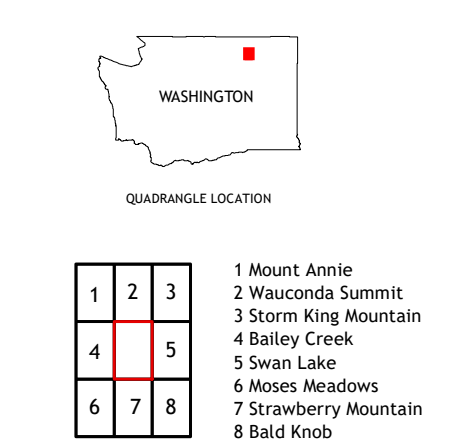 WASHINGTON
QUADRANGLE LOCATION
1 2 3
4 5
6 7 8
1 Mount Annie
2 Wauconda Summit
3 Storm King Mountain
4 Bailey Creek
5 Swan Lake
6 Moses Meadows
7 Strawberry Mountain
8 Bald Knob